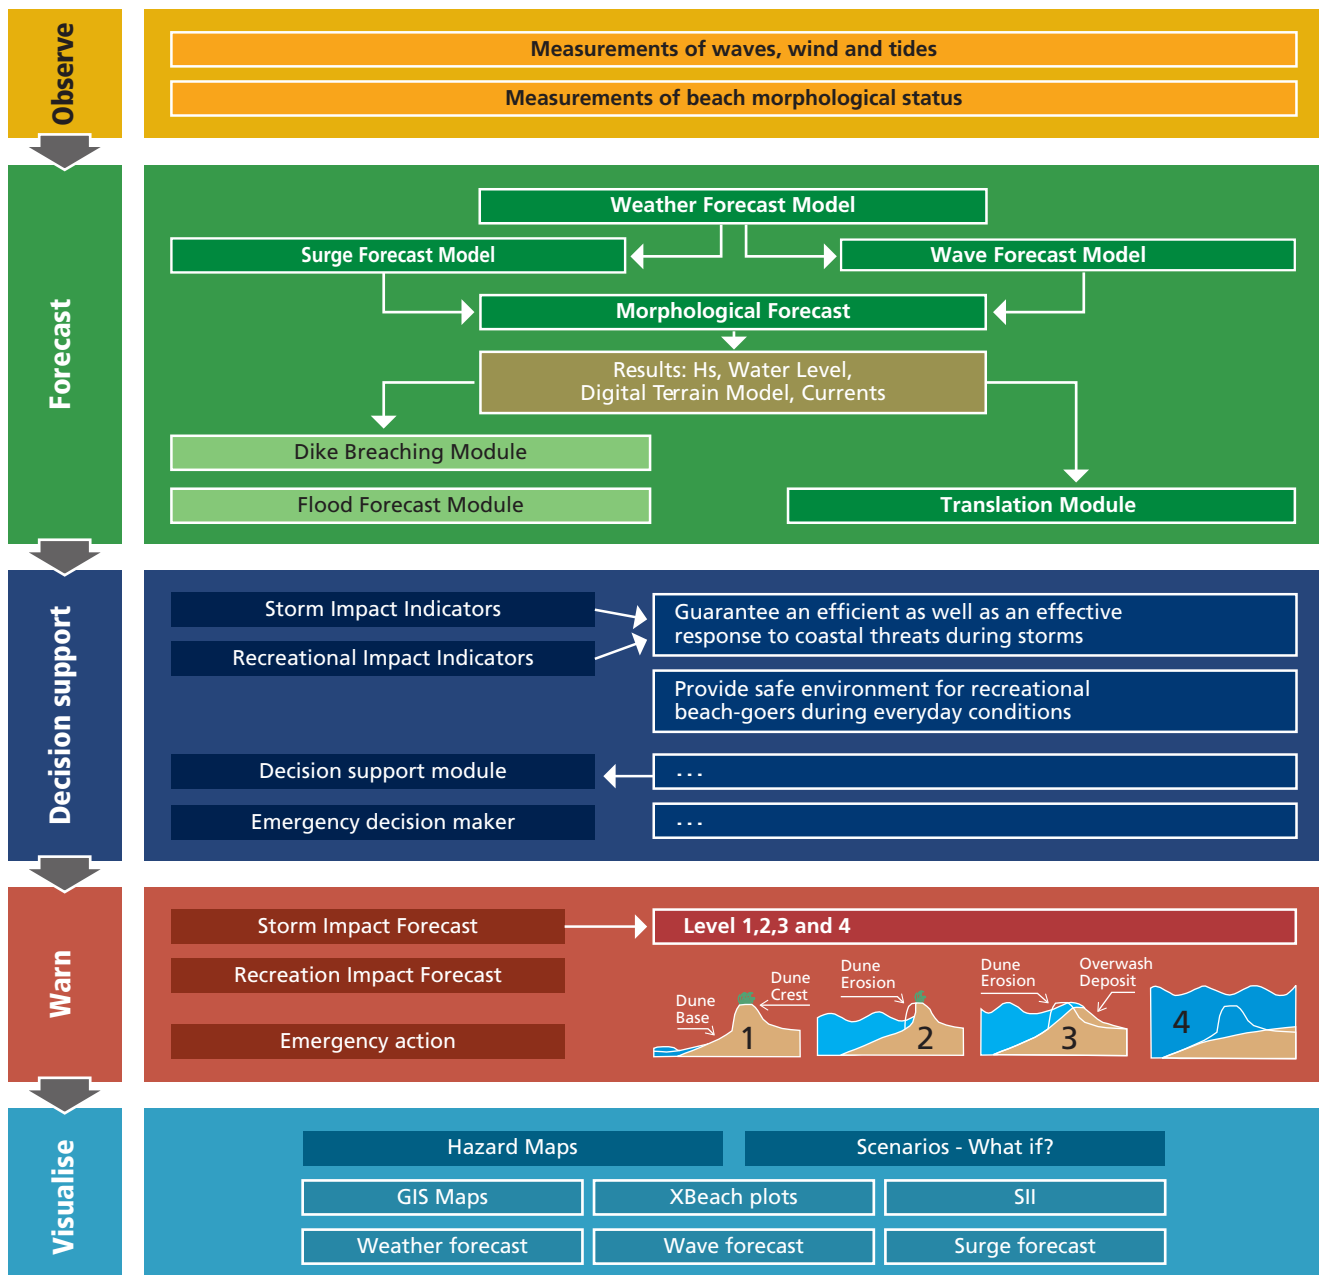 Observe
Measurements of waves, wind and tides
Measurements of beach morphological status
Forecast
Weather Forecast Model
Surge Forecast Model
Wave Forecast Model
Morphological Forecast
Results: Hs, Water Level,
Digital Terrain Model, Currents
Dike Breaching Module
Flood Forecast Module
Translation Module
Decision support
Storm Impact Indicators
Recreational Impact Indicators
Guarantee an efficient as well as an effective
response to coastal threats during storms
Provide safe environment for recreational
beach-goers during everyday conditions
Decision support module
...
Emergency decision maker
...
Warn
Storm Impact Forecast
Level 1,2,3 and 4
Recreation Impact Forecast
Emergency action
Dune
Base
Dune
Crest
1
Dune
Erosion
2
Dune
Erosion
Overwash
Deposit
3
4
Visualise
Hazard Maps
Scenarios - What if?
GIS Maps
XBeach plots
SII
Weather forecast
Wave forecast
Surge forecast